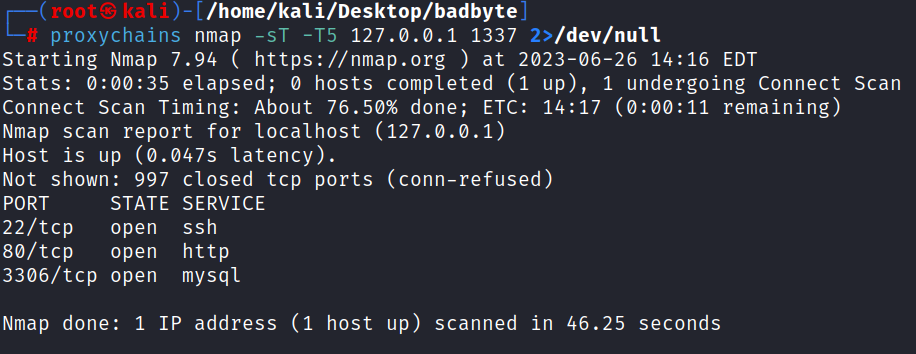 ┌──(root㉿kali)-[/home/kali/Desktop/badbyte]
└─# proxychains nmap -sT -T5 127.0.0.1 1337 2>/dev/null
Starting Nmap 7.94 ( https://nmap.org ) at 2023-06-26 14:16 EDT
Stats: 0:00:35 elapsed; 0 hosts completed (1 up), 1 undergoing Connect Scan
Connect Scan Timing: About 76.50% done; ETC: 14:17 (0:00:11 remaining)
Nmap scan report for localhost (127.0.0.1)
Host is up (0.047s latency).
Not shown: 997 closed tcp ports (conn-refused)
PORT     STATE SERVICE
22/tcp   open  ssh
80/tcp   open  http
3306/tcp open  mysql
Nmap done: 1 IP address (1 host up) scanned in 46.25 seconds